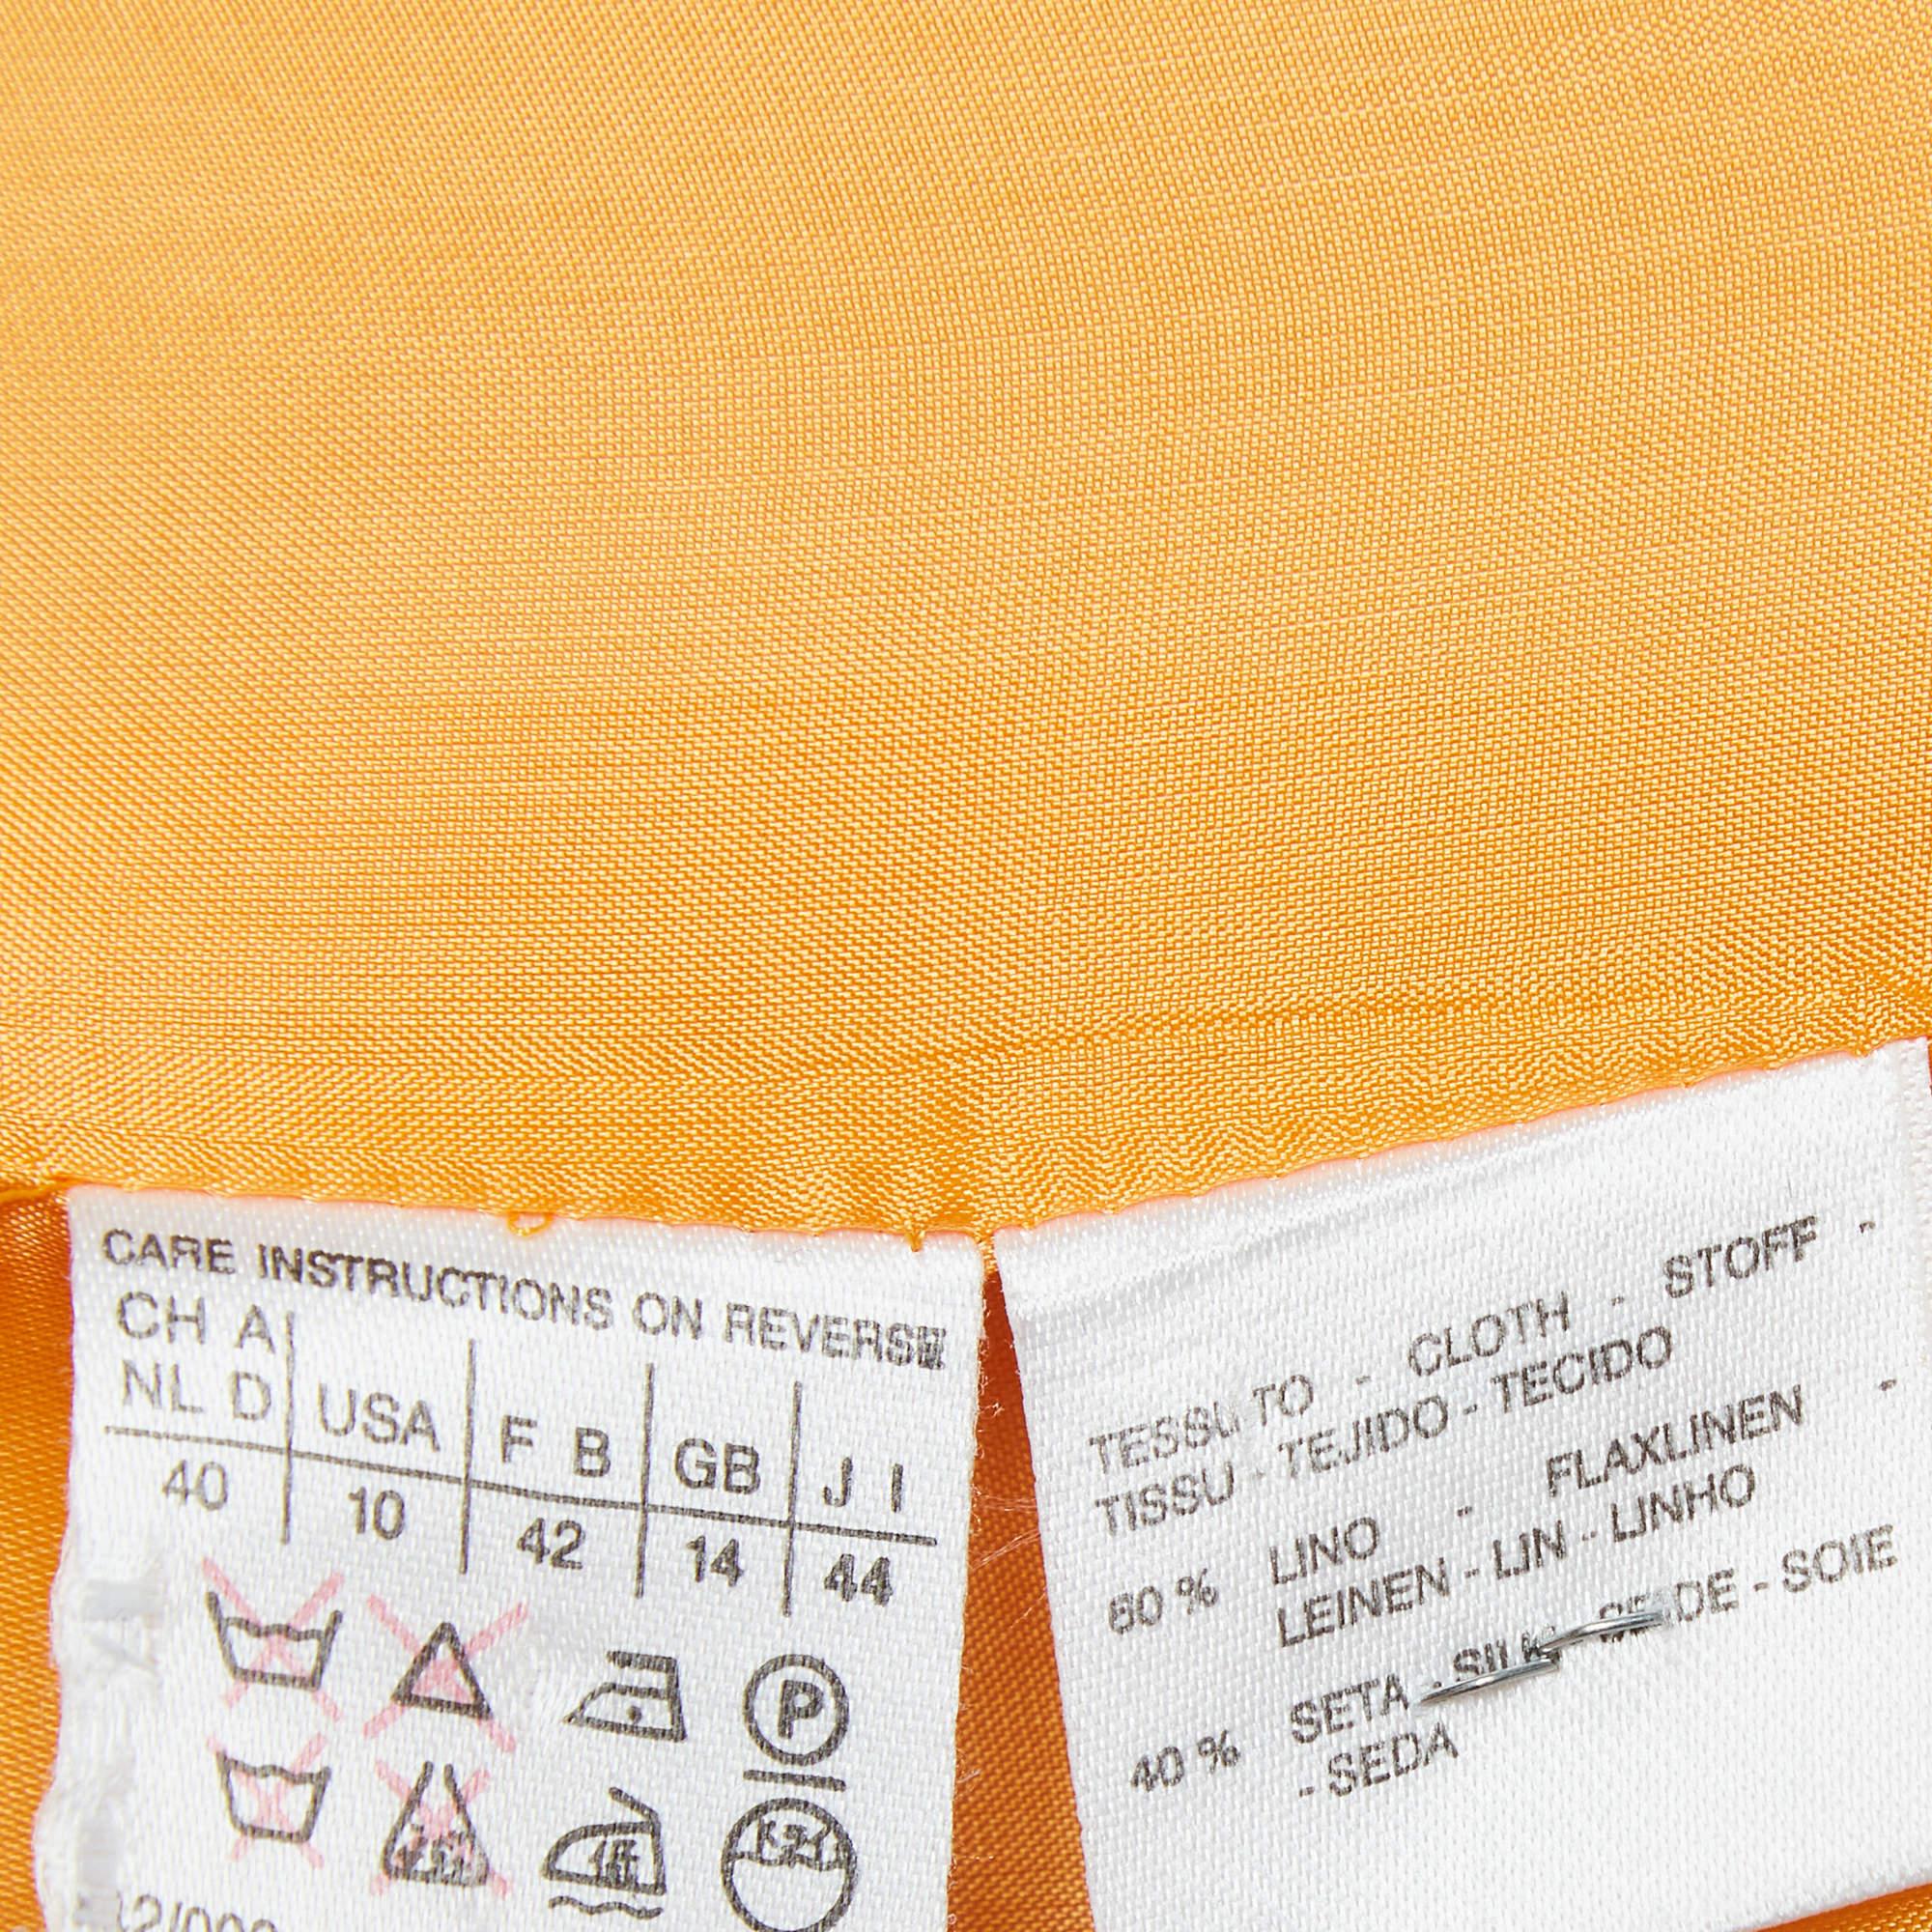 CARE INSTRUCTIONS ON REVERSE
CH A
NL D USA F B GB J I
40 10 42 14 44
P
TESSUTO - CLOTH - STOFF -
TISSU - TEJIDO - TECIDO
60 % LINO - FLAXLINEN -
LEINEN - LIN - LINHO
40 % SETA - SILK - SEIDE - SOIE
- SEDA